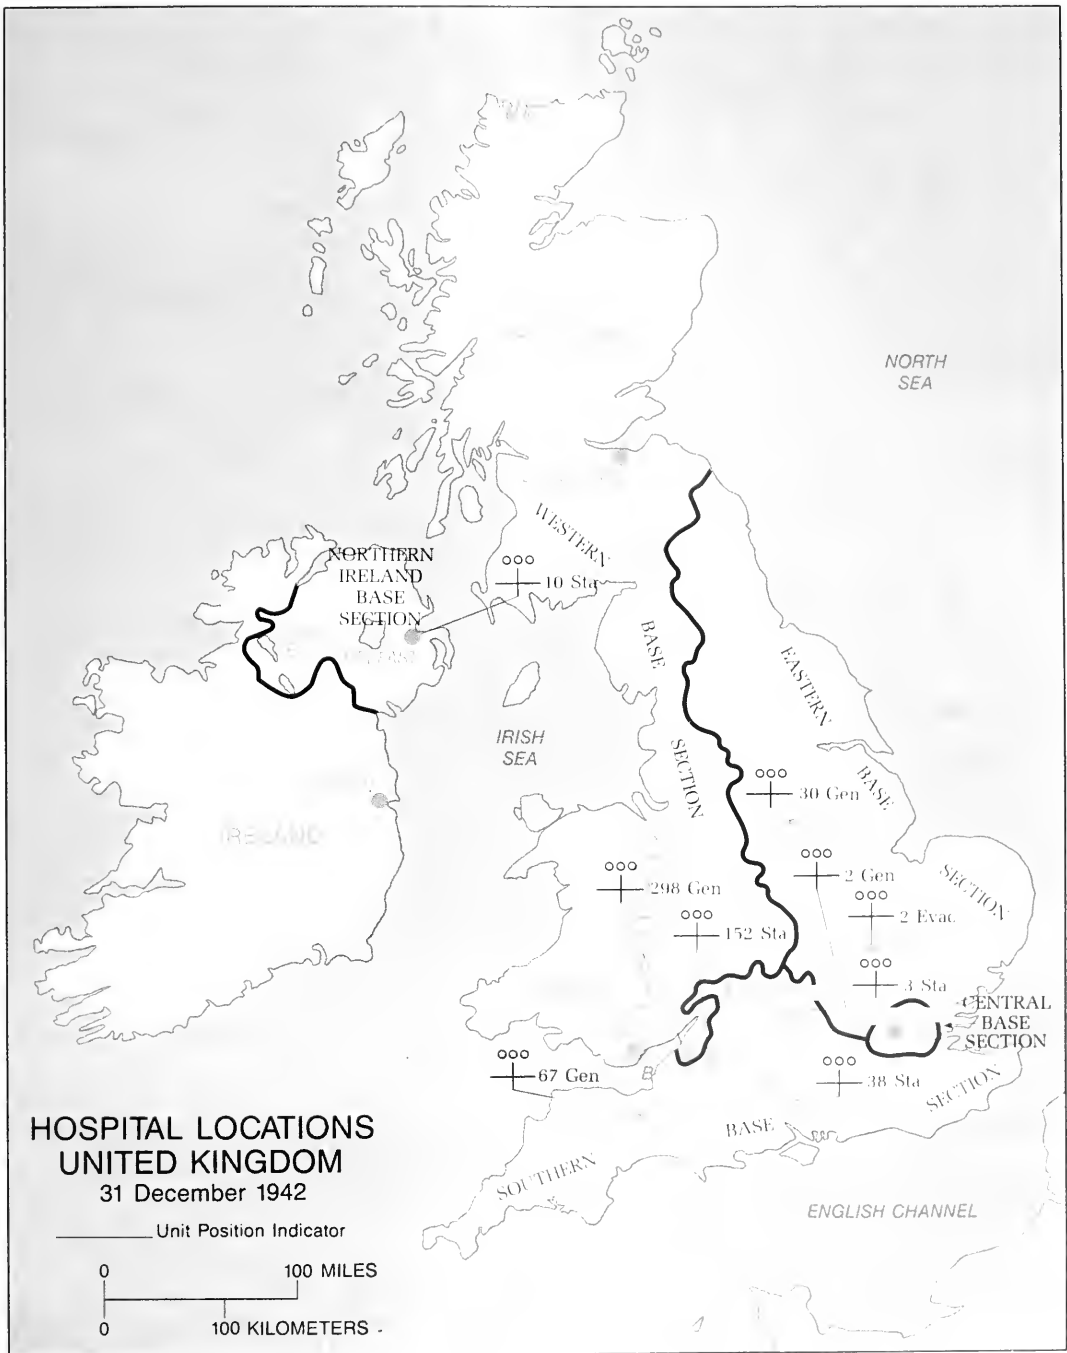 NORTH
SEA
WESTERN
BASE
SECTION
NORTHERN
IRELAND
BASE
SECTION
10 Sta
EASTERN
BASE
SECTION
IRISH
SEA
IRELAND
30 Gen
298 Gen
2 Gen
2 Evac
152 Sta
3 Sta
CENTRAL
BASE
SECTION
67 Gen
38 Sta
SOUTHERN
BASE
SECTION
ENGLISH CHANNEL
HOSPITAL LOCATIONS
UNITED KINGDOM
31 December 1942
Unit Position Indicator
0 100 MILES
0 100 KILOMETERS